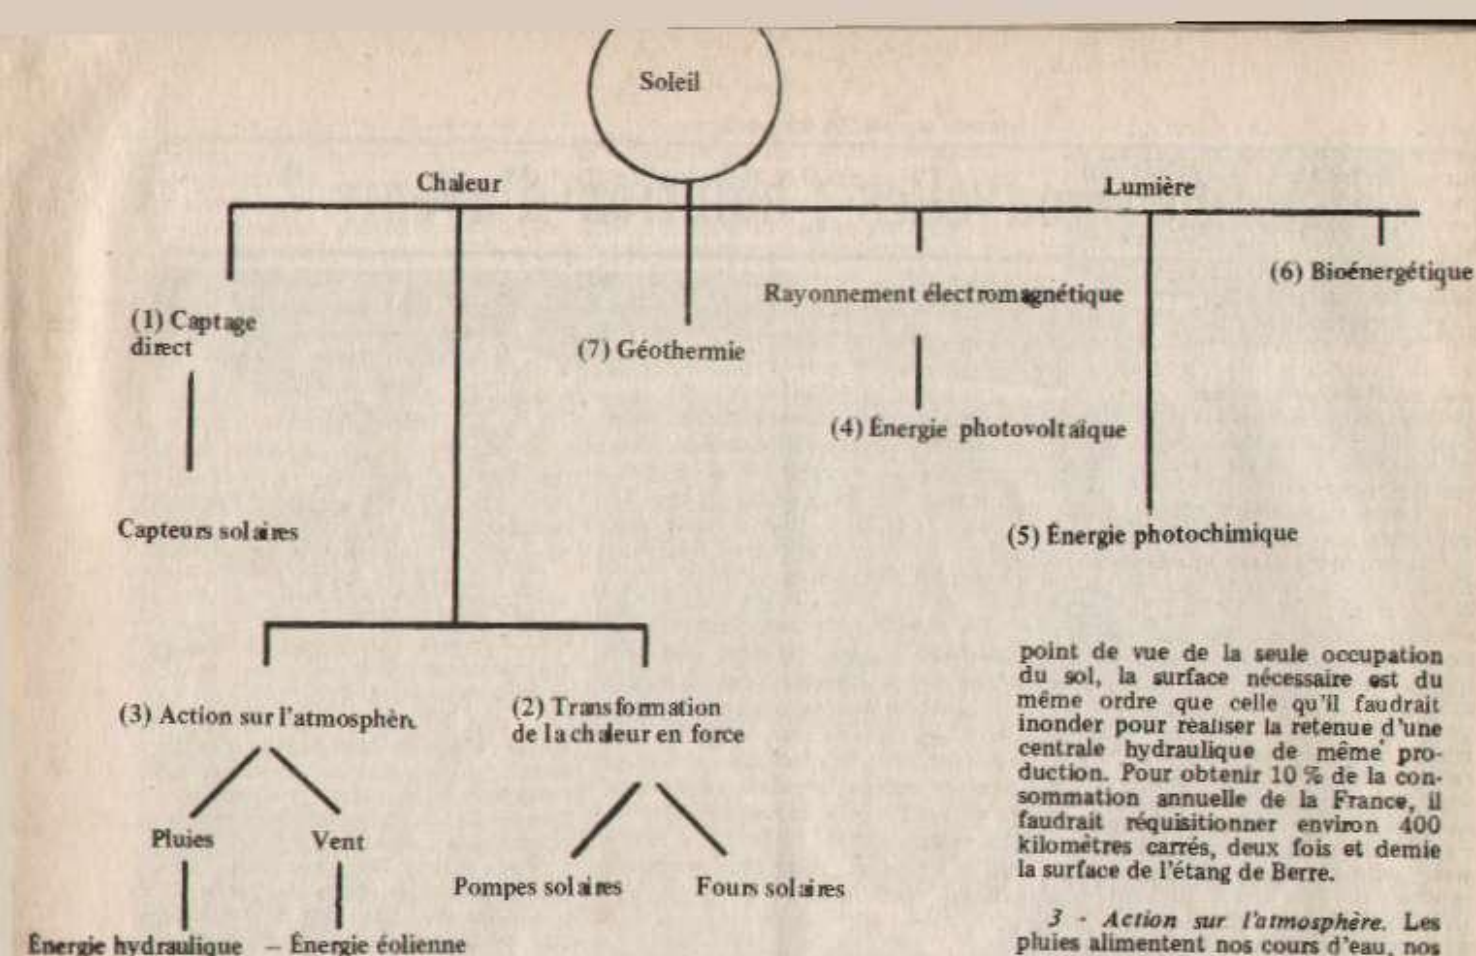 Soleil
Chaleur
Lumière
(6) Bioénergétique
Rayonnement électromagnétique
(1) Captage
direct
(7) Géothermie
(4) Énergie photovoltaïque
Capteurs solaires
(5) Énergie photochimique
(3) Action sur l'atmosphère
(2) Transformation
de la chaleur en force
Pluies
Vent
Pompes solaires
Fours solaires
Énergie hydraulique – Énergie éolienne
point de vue de la seule occupation
du sol, la surface nécessaire est du
même ordre que celle qu'il faudrait
inonder pour réaliser la retenue d'une
centrale hydraulique de même pro-
duction. Pour obtenir 10 % de la con-
sommation annuelle de la France, il
faudrait réquisitionner environ 400
kilomètres carrés, deux fois et demie
la surface de l'étang de Berre.
3 - Action sur l'atmosphère. Les
pluies alimentent nos cours d'eau, nos